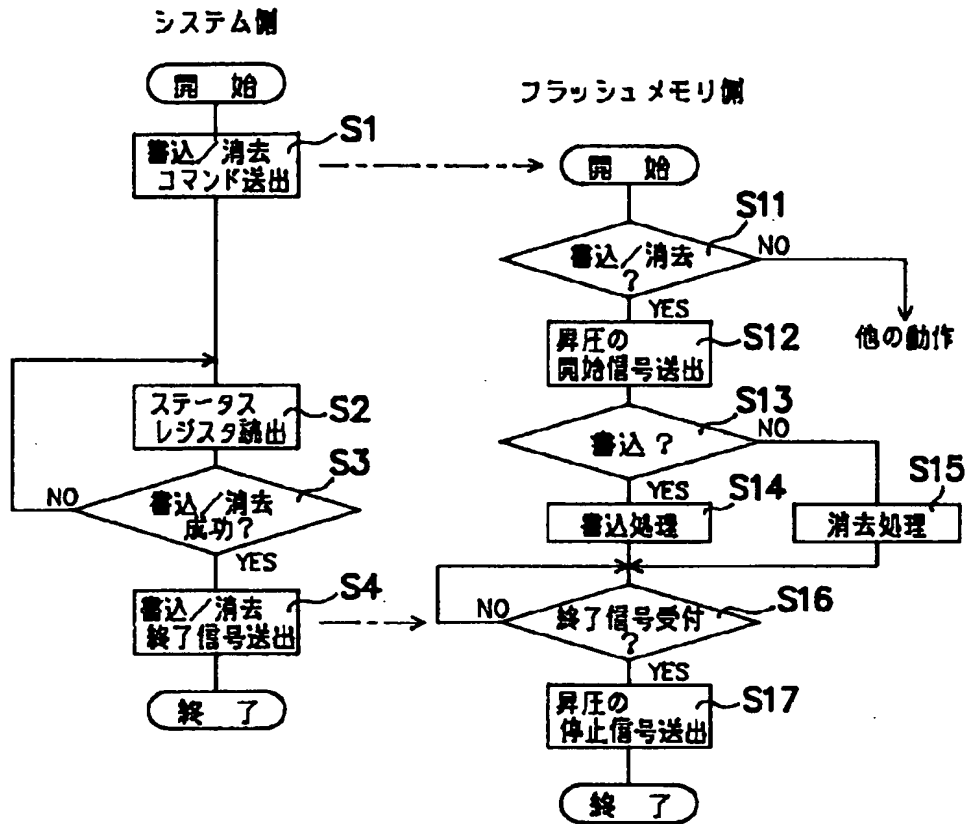 システム側
開 始
書込／消去
コマンド送出
S1
ステータス
レジスタ読出
S2
書込／消去
成功？
S3
NO
YES
書込／消去
終了信号送出
S4
終 了
フラッシュメモリ側
開 始
書込／消去
？
S11
NO
YES
他の動作
昇圧の
開始信号送出
S12
書込？
S13
NO
YES
書込処理
S14
消去処理
S15
終了信号受付
？
S16
NO
YES
昇圧の
停止信号送出
S17
終 了